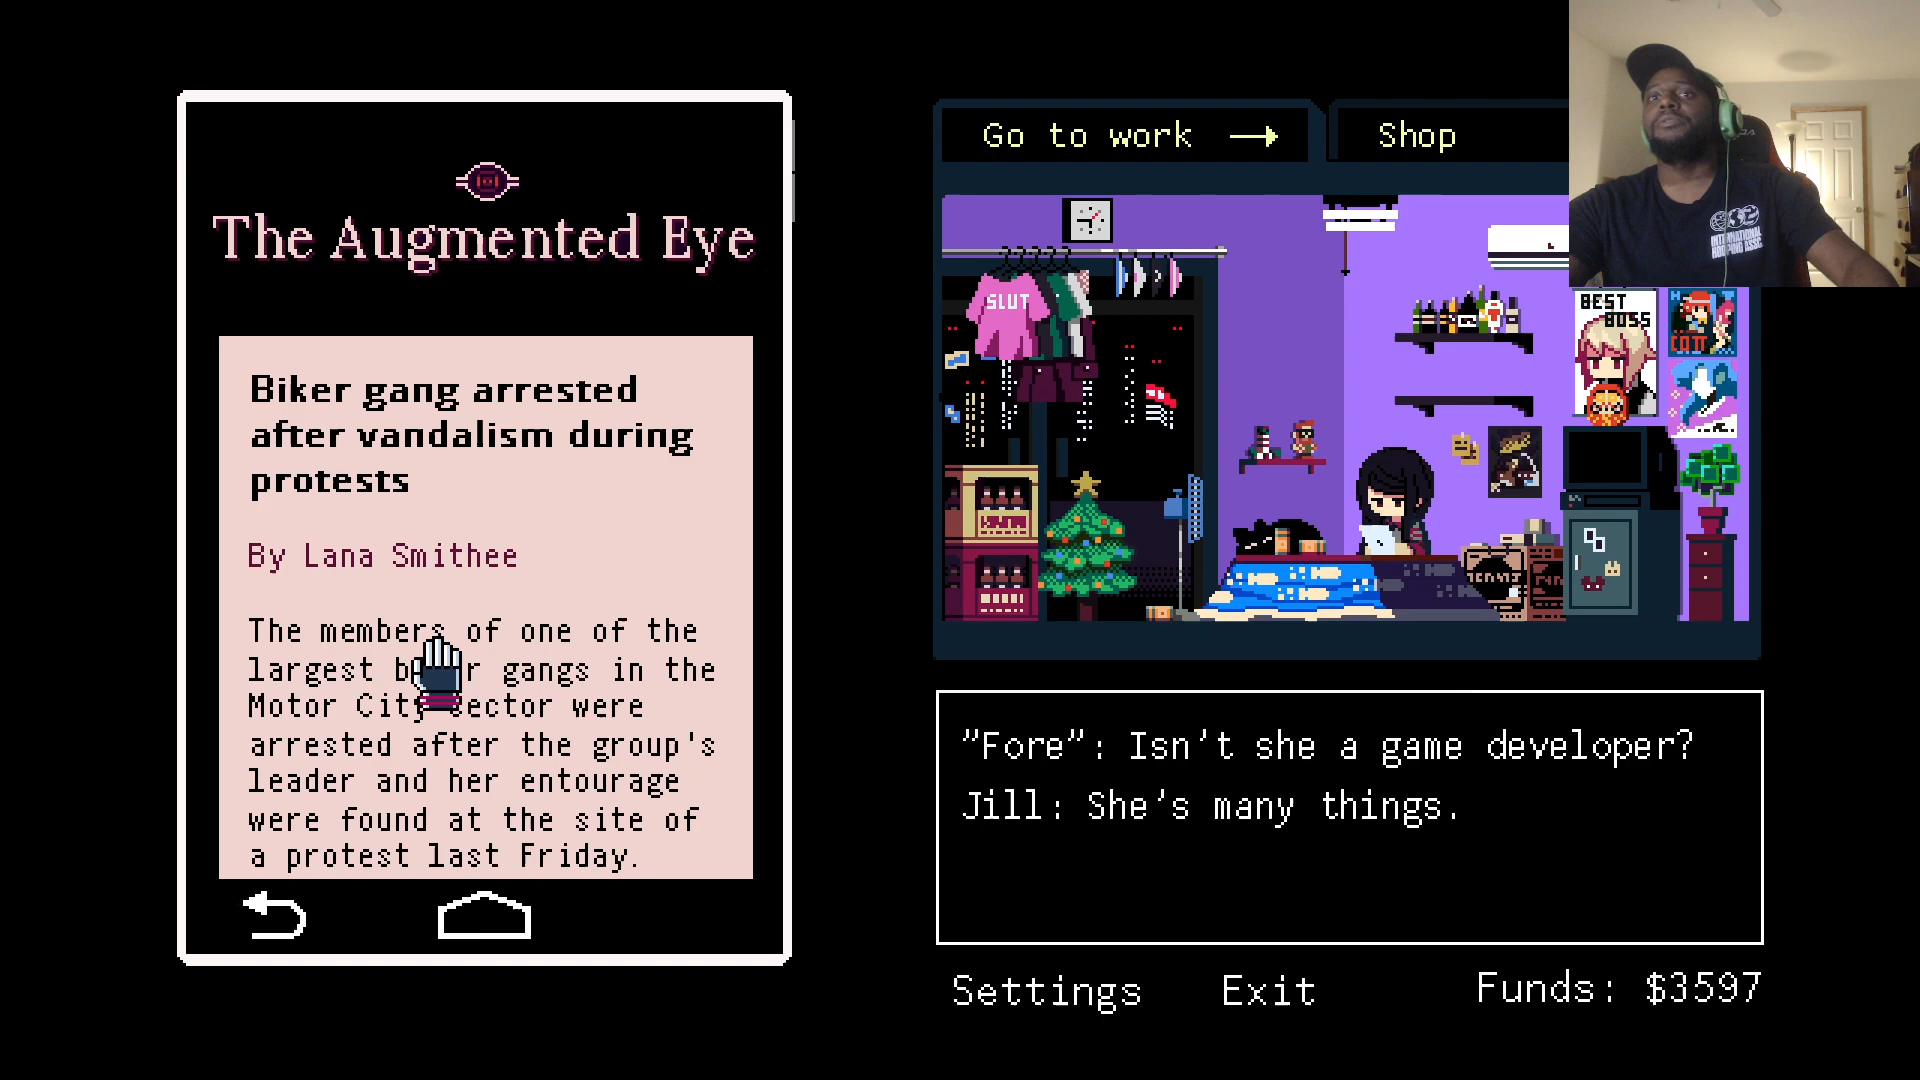 The Augmented Eye
Biker gang arrested
after vandalism during
protests
By Lana Smithee
The members of one of the
largest gangs in the
Motor City sector were
arrested after the group's
leader and her entourage
were found at the site of
a protest last Friday.
Go to work →
Shop
SLUT
BEST
BOSS
INTERNATIONAL
"Fore": Isn't she a game developer?
Jill: She's many things.
Settings
Exit
Funds: $3597